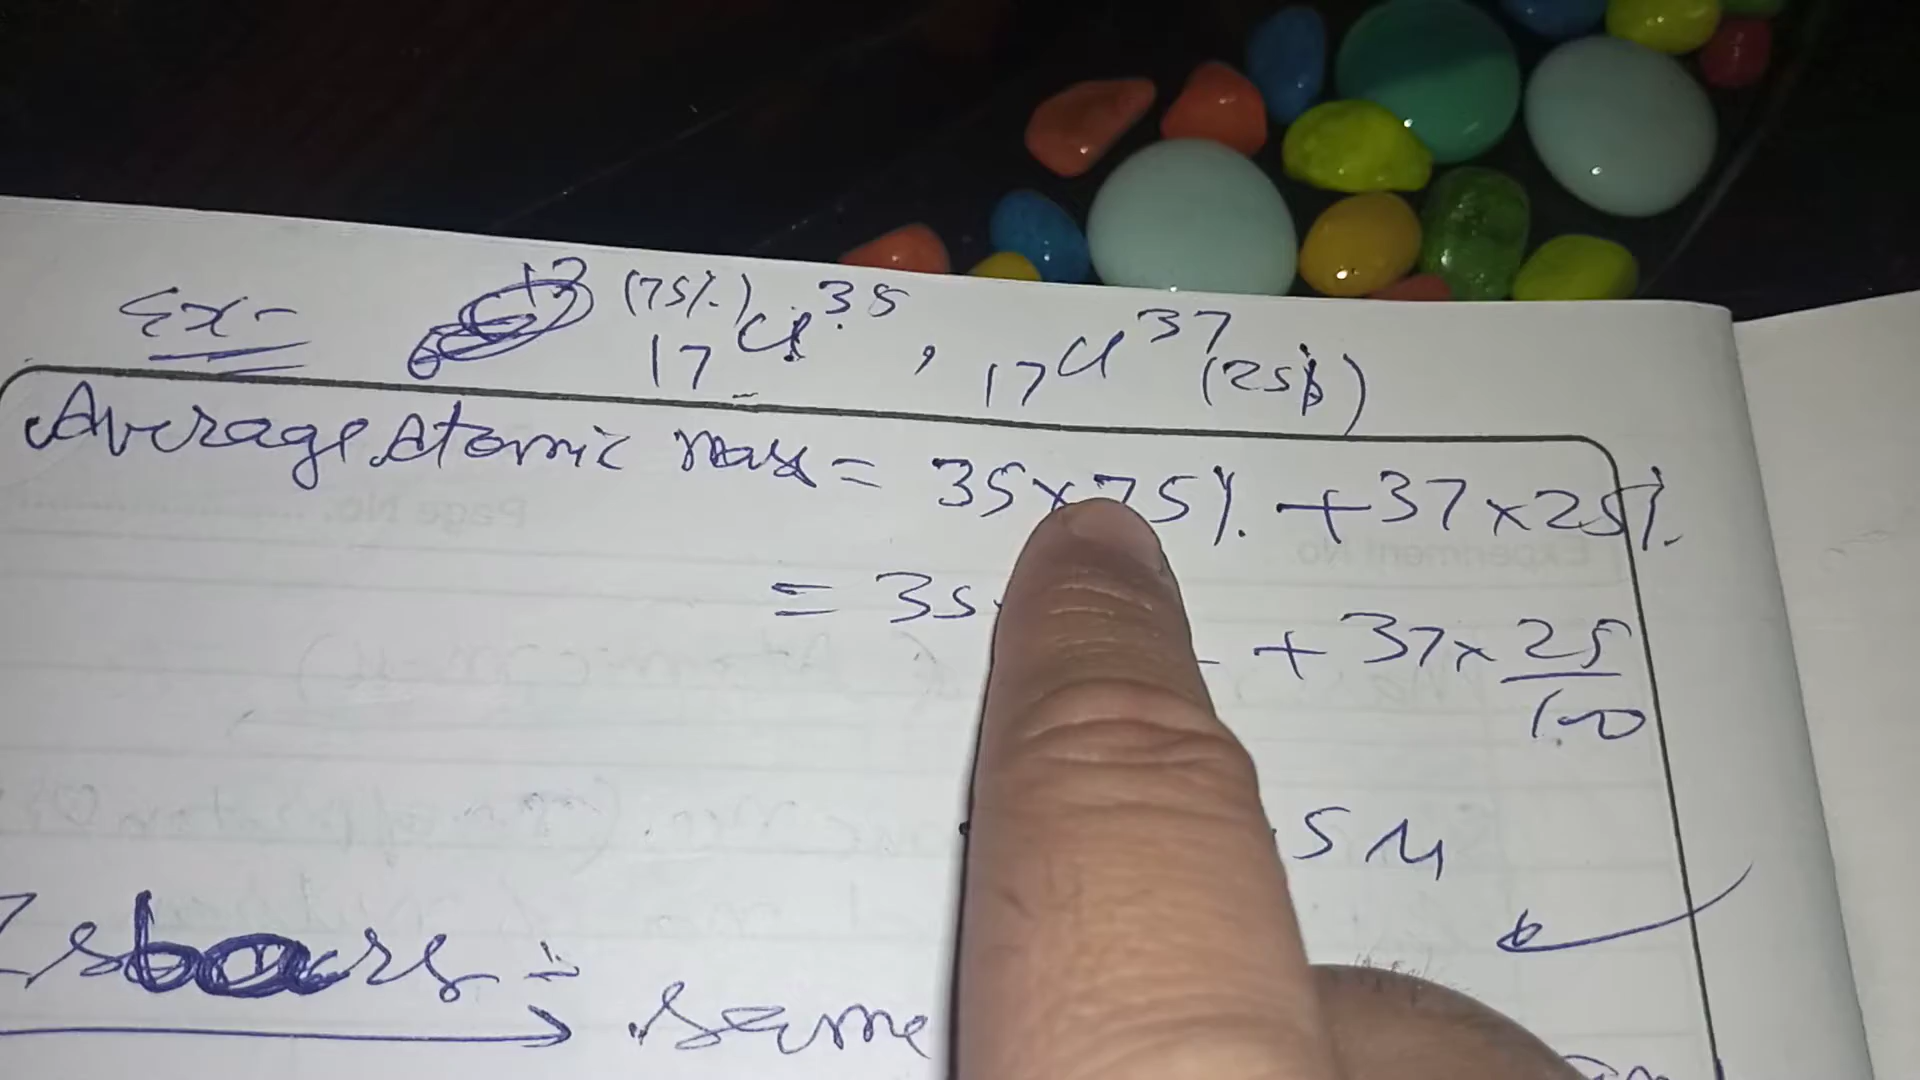 Ex- (75%) 17Cl35 , 17Cl37 (25%)
Average Atomic mass = 35×75% + 37×25%
= 35 + 37× 25/100
5 u
Isobars ÷
same